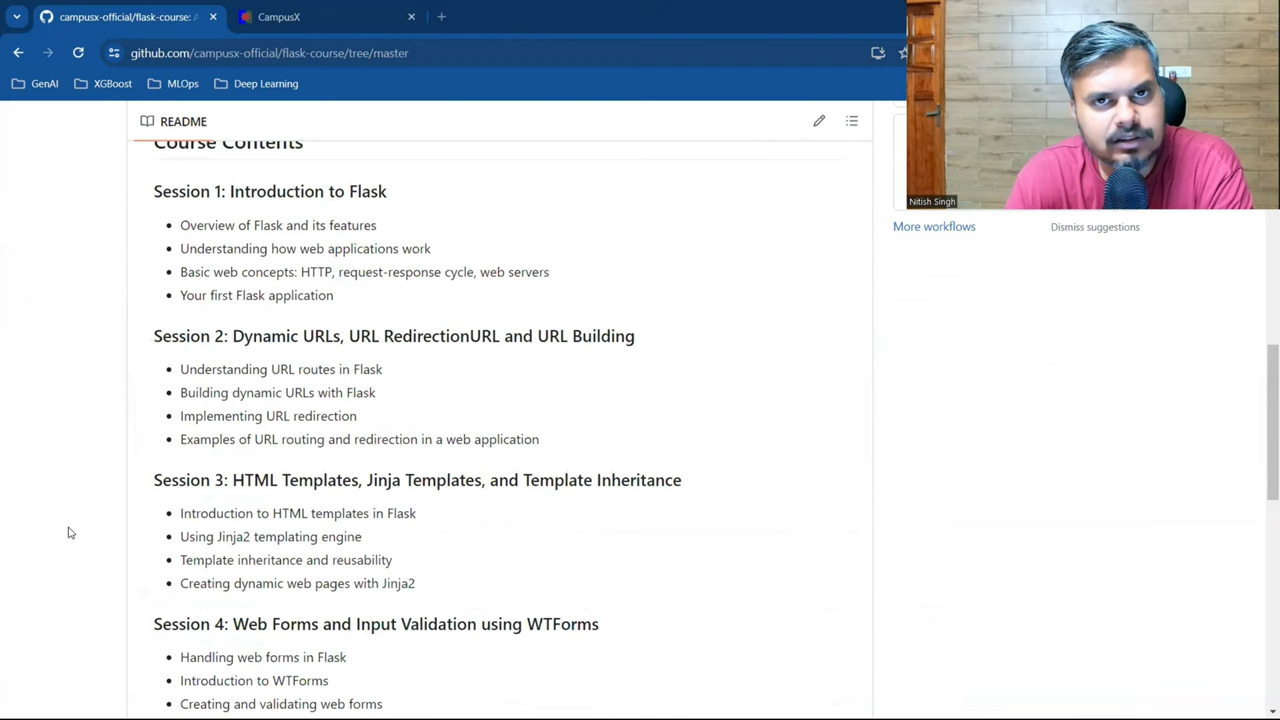 campusx-official/flask-course: A
CampusX
github.com/campusx-official/flask-course/tree/master
GenAI
XGBoost
MLOps
Deep Learning
README
Course Contents
Session 1: Introduction to Flask
Overview of Flask and its features
Understanding how web applications work
Basic web concepts: HTTP, request-response cycle, web servers
Your first Flask application
Session 2: Dynamic URLs, URL RedirectionURL and URL Building
Understanding URL routes in Flask
Building dynamic URLs with Flask
Implementing URL redirection
Examples of URL routing and redirection in a web application
Session 3: HTML Templates, Jinja Templates, and Template Inheritance
Introduction to HTML templates in Flask
Using Jinja2 templating engine
Template inheritance and reusability
Creating dynamic web pages with Jinja2
Session 4: Web Forms and Input Validation using WTForms
Handling web forms in Flask
Introduction to WTForms
Creating and validating web forms
Nitish Singh
More workflows
Dismiss suggestions